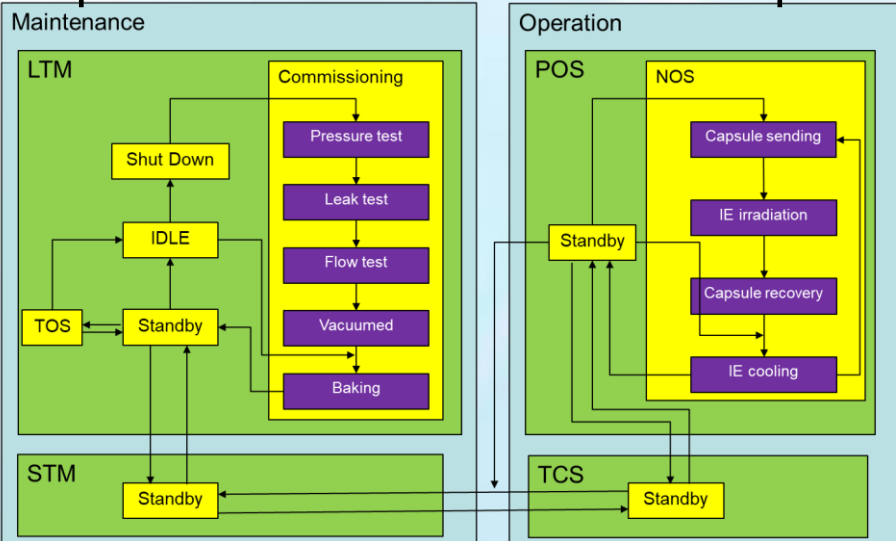 Maintenance
LTM
Commissioning
Pressure test
Shut Down
Leak test
IDLE
Flow test
TOS
Standby
Vacuumed
Baking
STM
Standby
Operation
POS
NOS
Capsule sending
IE irradiation
Standby
Capsule recovery
IE cooling
TCS
Standby